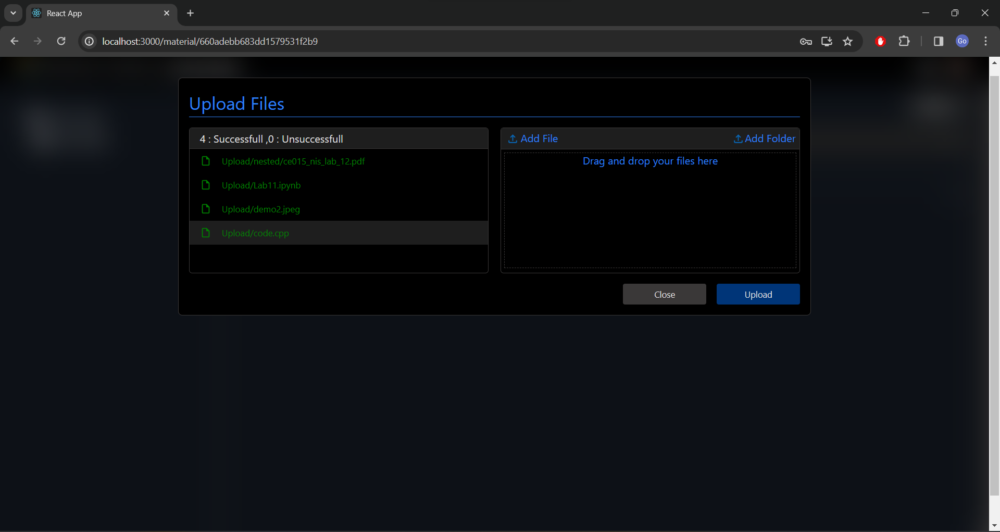 React App
localhost:3000/material/660adebb683dd1579531f2b9
Go
Upload Files
4 : Successfull ,0 : Unsuccessfull
Upload/nested/ce015_nis_lab_12.pdf
Upload/Lab11.ipynb
Upload/demo2.jpeg
Upload/code.cpp
Add File
Add Folder
Drag and drop your files here
Close
Upload